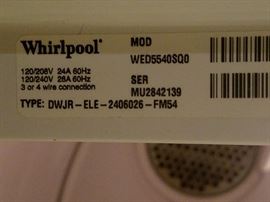 Whirlpool®
MOD
WED5540SQ0
120/208V 24A 60Hz
120/240V 26A 60Hz
3 or 4 wire connection
SER
MU2842139
TYPE: DWJR-ELE-2406026-FM54